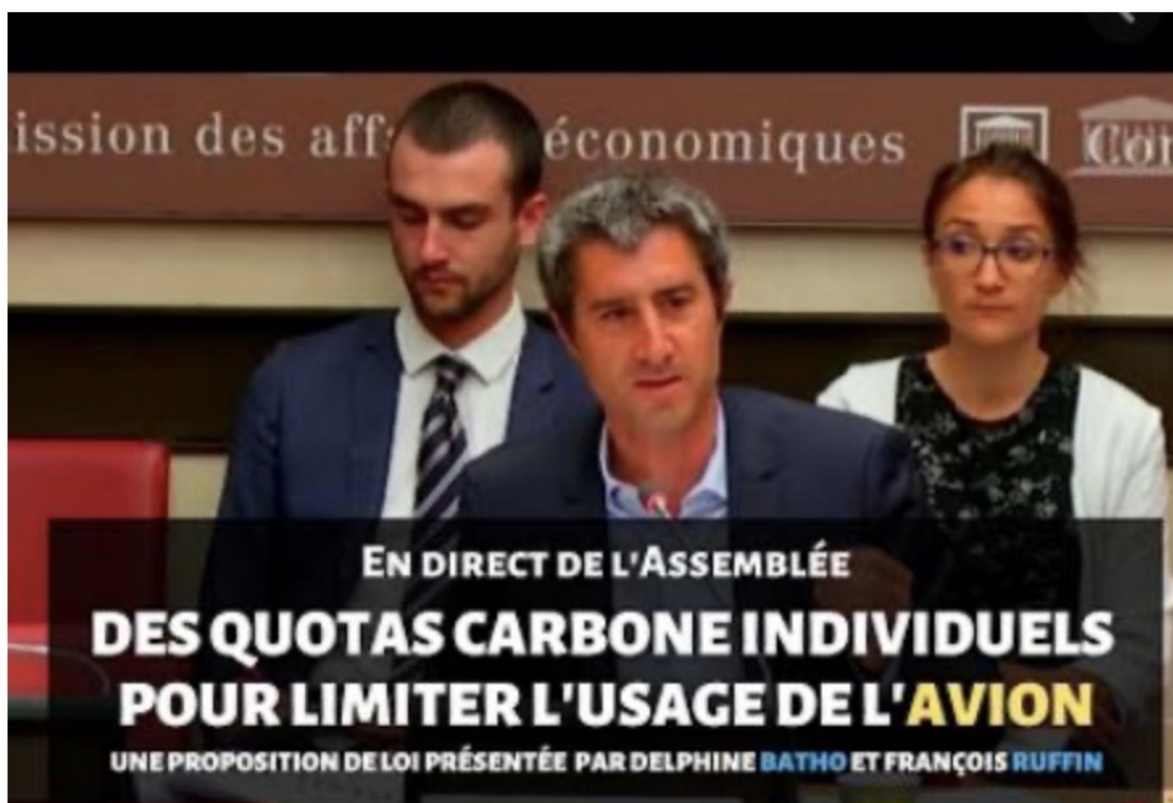 ission des aff économiques Con
EN DIRECT DE L'ASSEMBLÉE
DES QUOTAS CARBONE INDIVIDUELS
POUR LIMITER L'USAGE DE L'AVION
UNE PROPOSITION DE LOI PRÉSENTÉE PAR DELPHINE BATHO ET FRANÇOIS RUFFIN